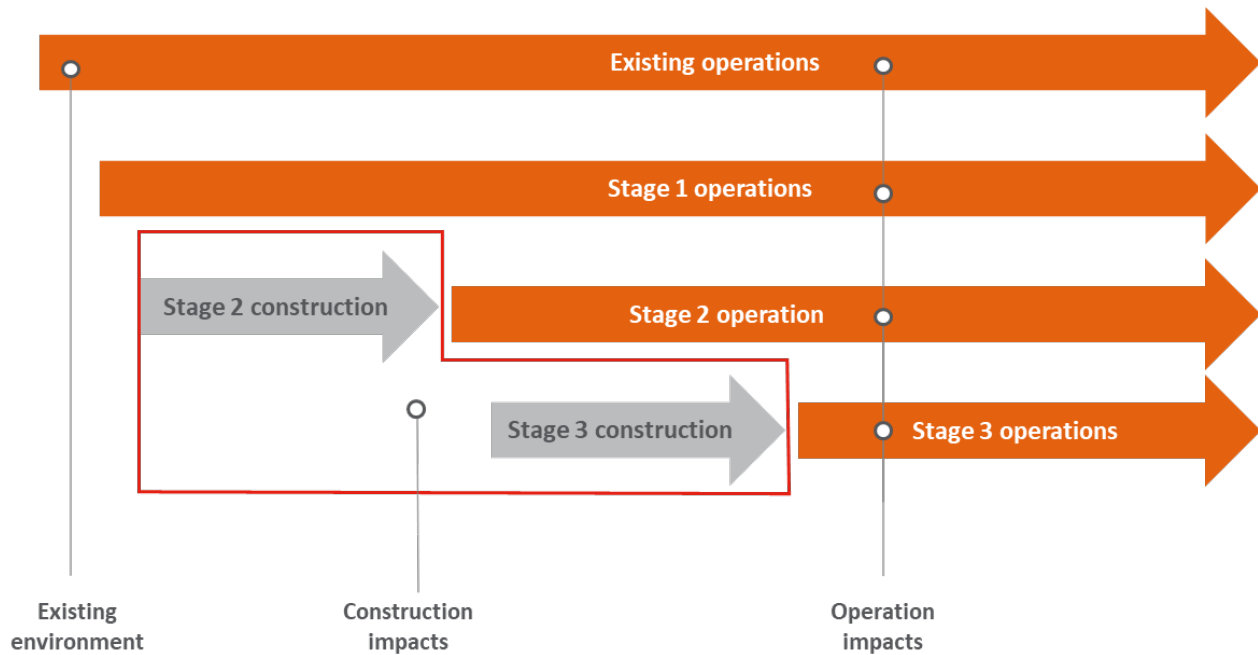 Existing operations
Stage 1 operations
Stage 2 construction
Stage 2 operation
Stage 3 construction
Stage 3 operations
Existing
environment
Construction
impacts
Operation
impacts